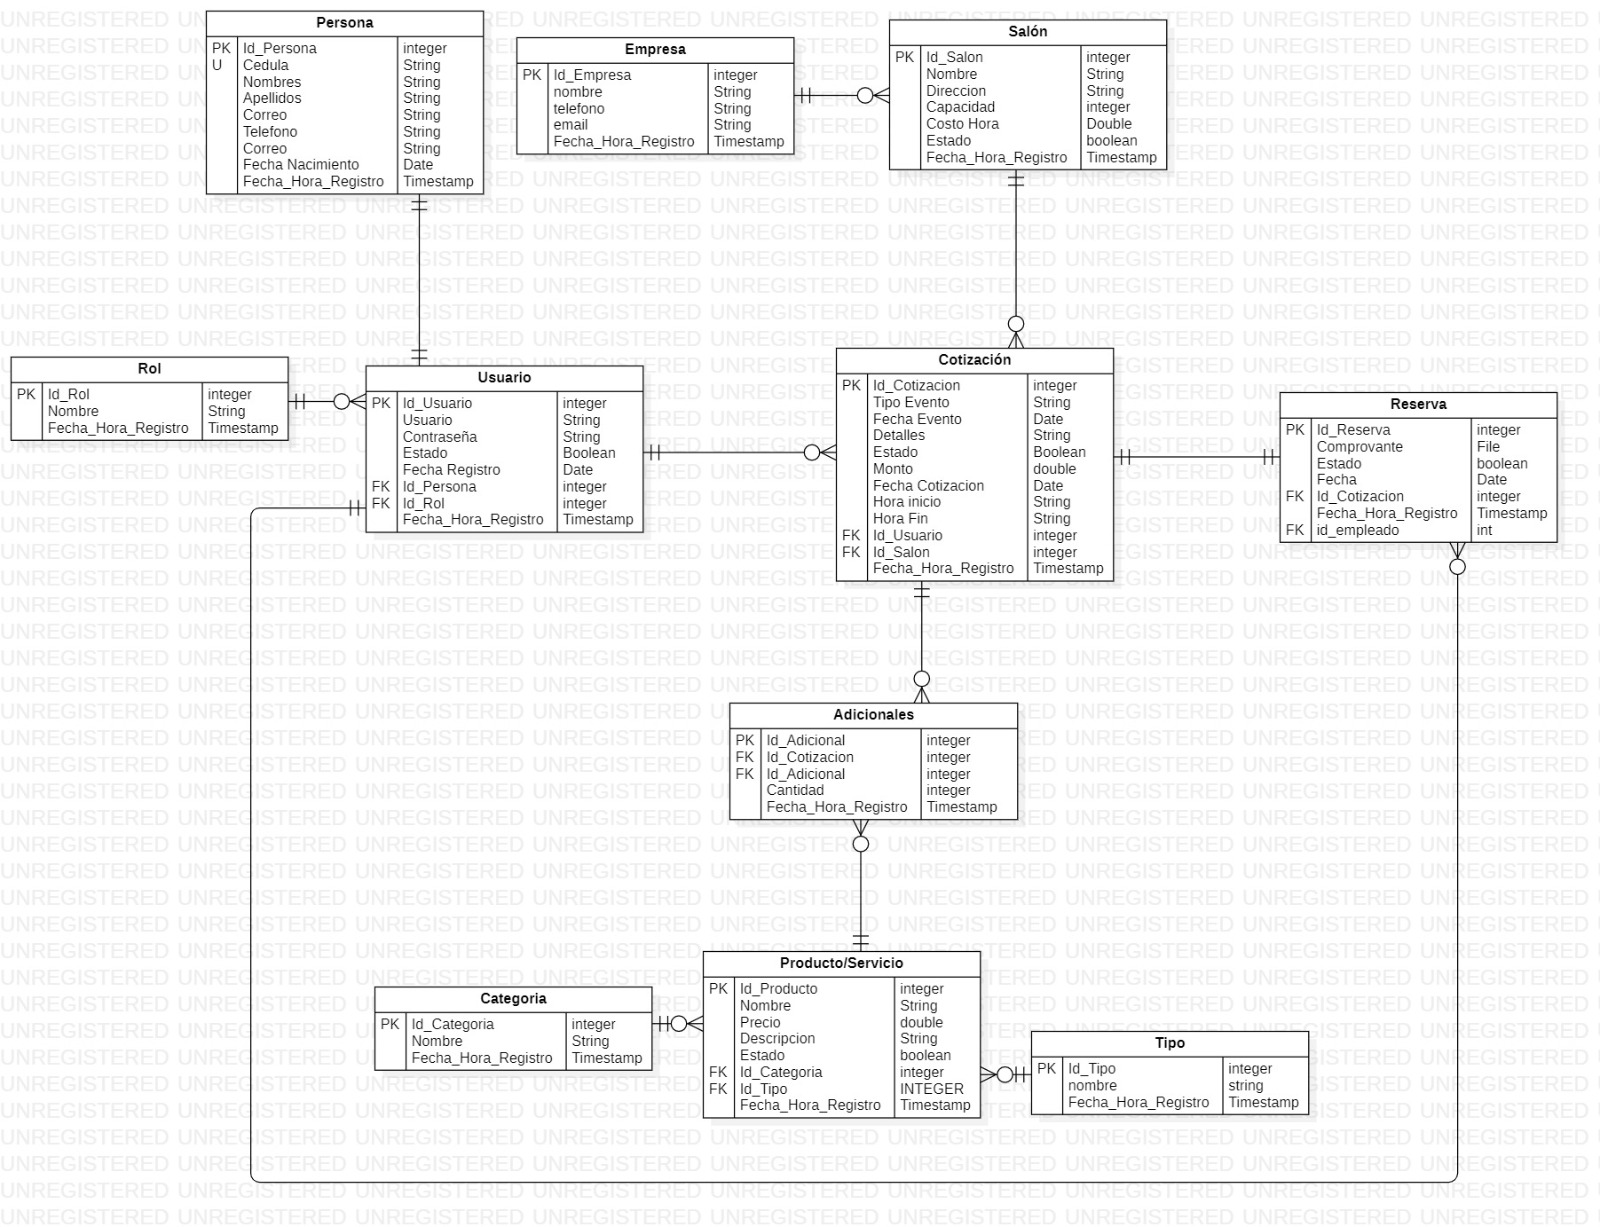 Persona
PK Id_Persona integer
U Cedula String
Nombres String
Apellidos String
Correo String
Telefono String
Correo String
Fecha Nacimiento Date
Fecha_Hora_Registro Timestamp
Empresa
PK Id_Empresa integer
nombre String
telefono String
email String
Fecha_Hora_Registro Timestamp
Salón
PK Id_Salon integer
Nombre String
Direccion String
Capacidad integer
Costo Hora Double
Estado boolean
Fecha_Hora_Registro Timestamp
Rol
PK Id_Rol integer
Nombre String
Fecha_Hora_Registro Timestamp
Usuario
PK Id_Usuario integer
Usuario String
Contraseña String
Estado Boolean
Fecha Registro Date
FK Id_Persona integer
FK Id_Rol integer
Fecha_Hora_Registro Timestamp
Cotización
PK Id_Cotizacion integer
Tipo Evento String
Fecha Evento Date
Detalles String
Estado Boolean
Monto double
Fecha Cotizacion Date
Hora inicio String
Hora Fin String
FK Id_Usuario integer
FK Id_Salon integer
Fecha_Hora_Registro Timestamp
Reserva
PK Id_Reserva integer
Comprovante File
Estado boolean
Fecha Date
FK Id_Cotizacion integer
Fecha_Hora_Registro Timestamp
FK id_empleado int
Adicionales
PK Id_Adicional integer
FK Id_Cotizacion integer
FK Id_Adicional integer
Cantidad integer
Fecha_Hora_Registro Timestamp
Producto/Servicio
PK Id_Producto integer
Nombre String
Precio double
Descripcion String
Estado boolean
FK Id_Categoria integer
FK Id_Tipo INTEGER
Fecha_Hora_Registro Timestamp
Categoria
PK Id_Categoria integer
Nombre String
Fecha_Hora_Registro Timestamp
Tipo
PK Id_Tipo integer
nombre string
Fecha_Hora_Registro Timestamp
UNREGISTERED